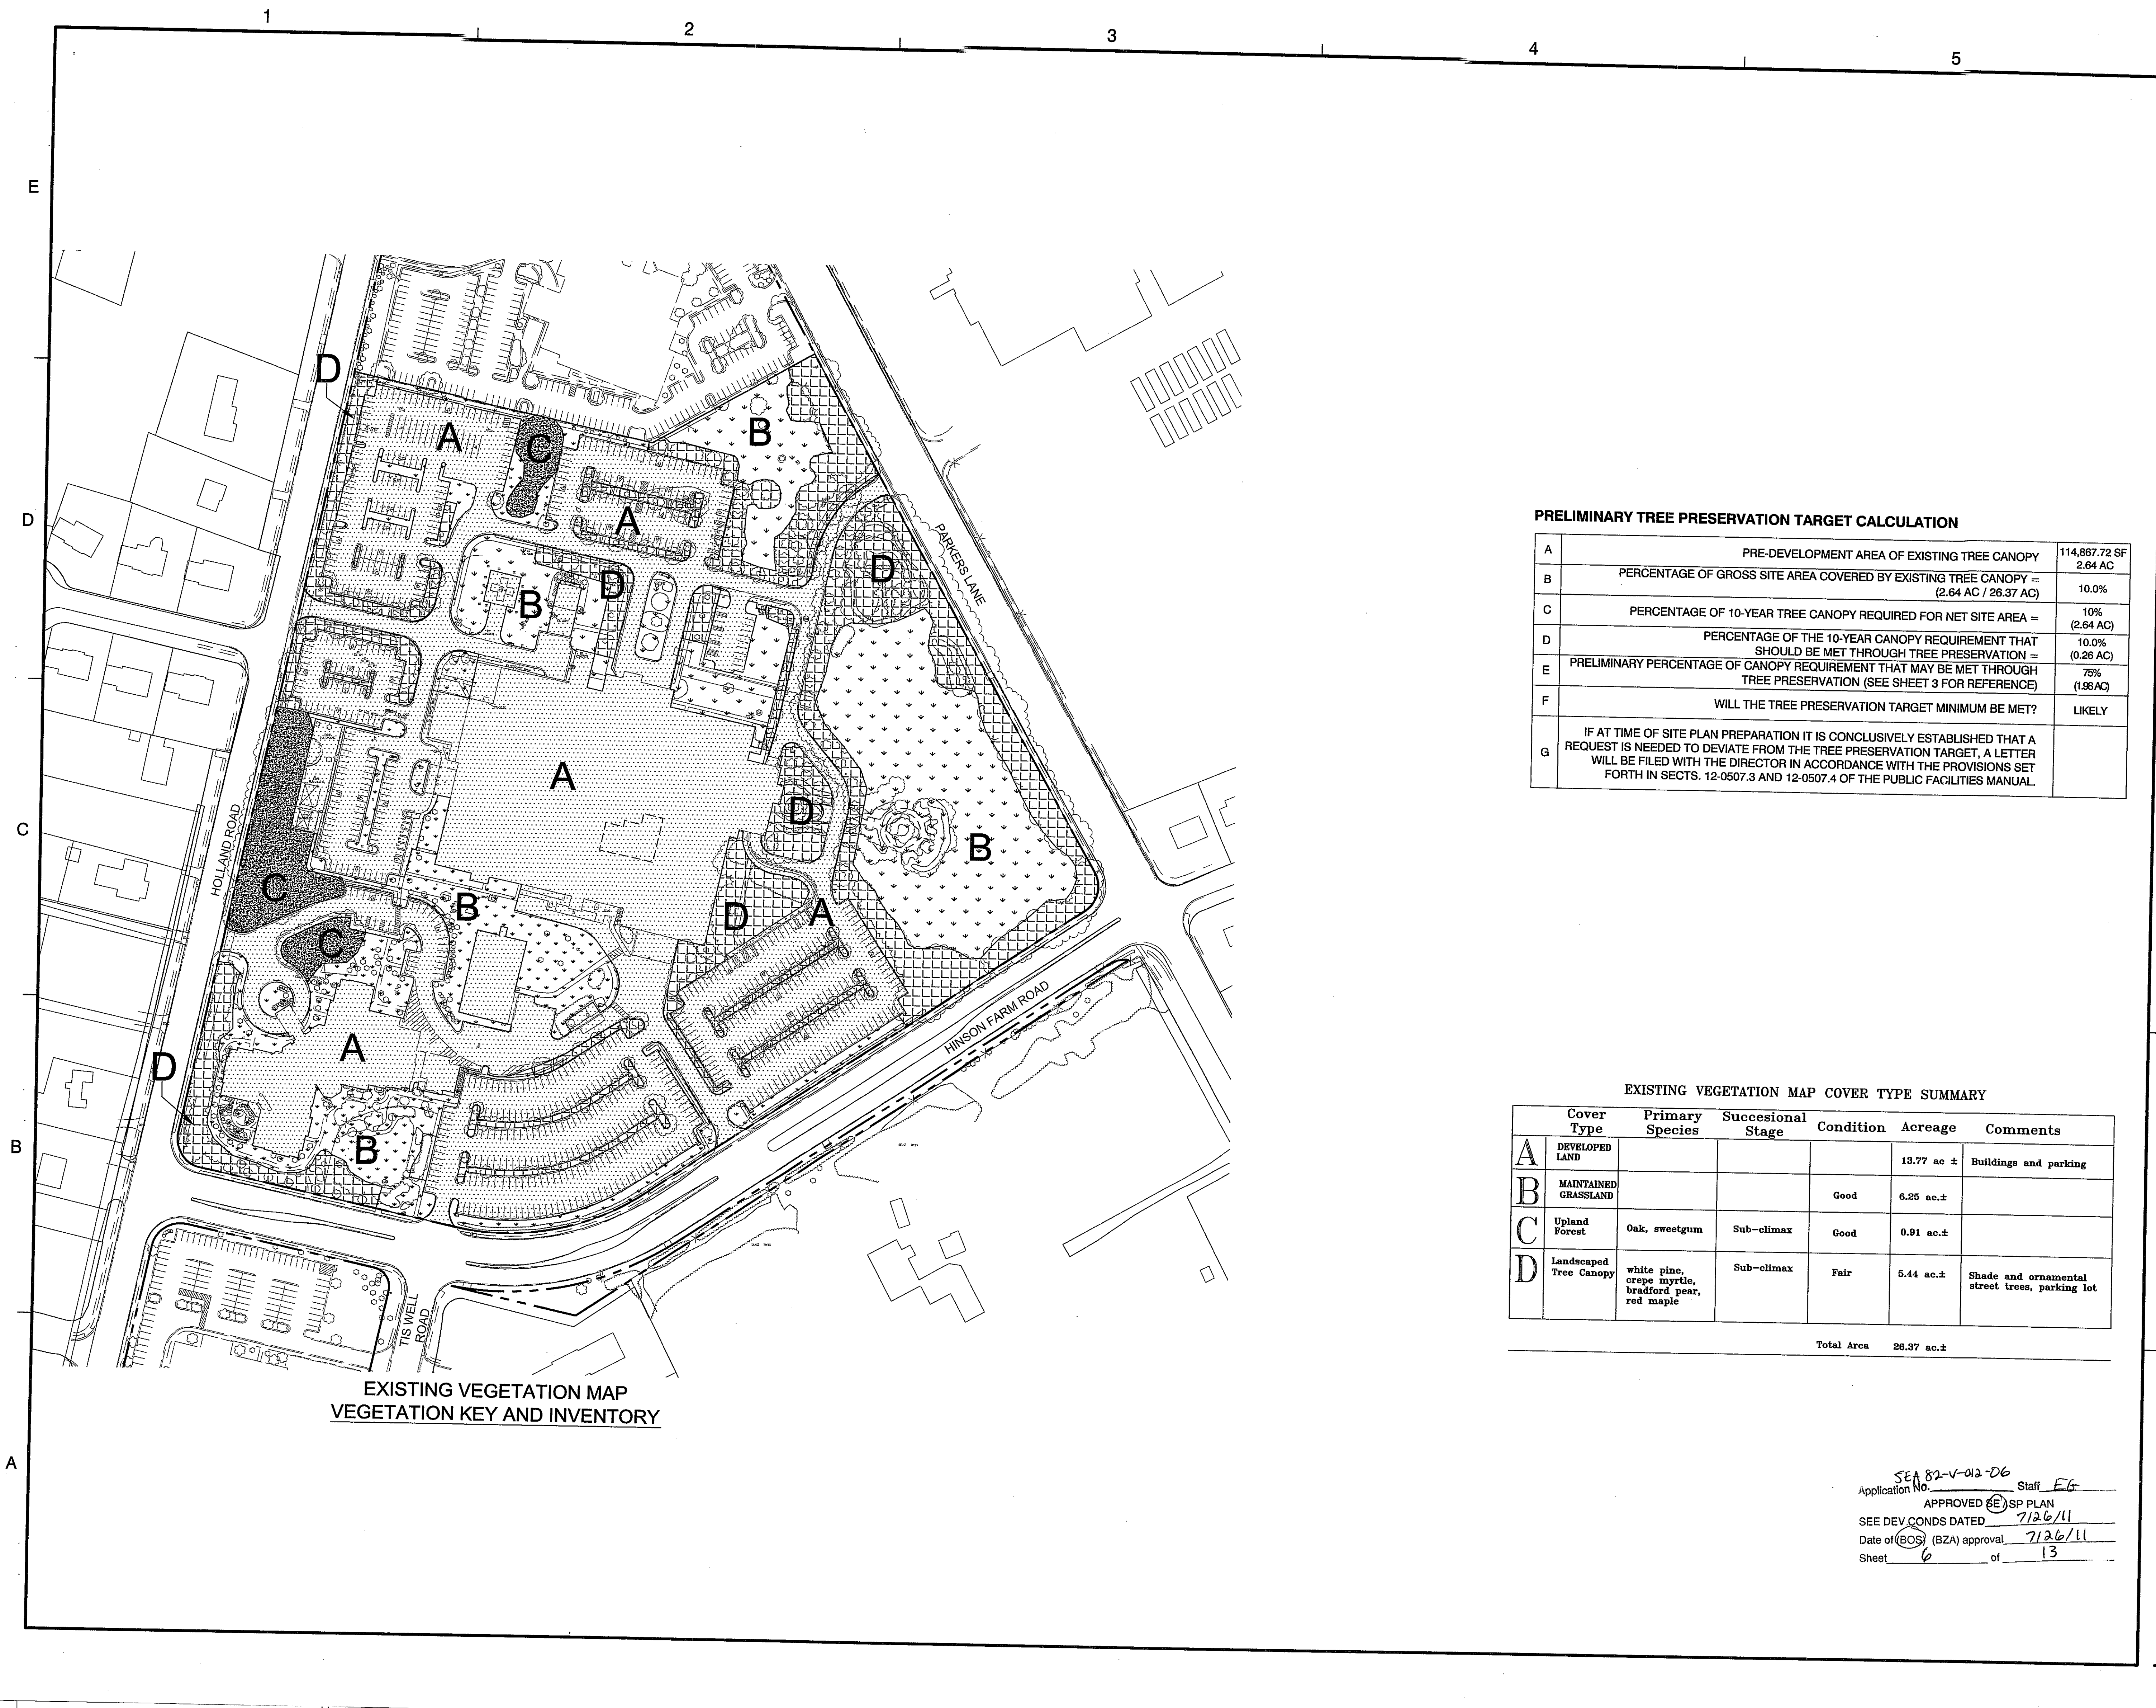 1
2
3
4
5
E
D
C
B
A
D
A
C
B
A
D
B
D
PARKERS LANE
A
D
B
HOLLAND ROAD
C
B
D
A
C
HINSON FARM ROAD
A
D
B
TIS WELL
ROAD
EXISTING VEGETATION MAP
VEGETATION KEY AND INVENTORY
PRELIMINARY TREE PRESERVATION TARGET CALCULATION
A PRE-DEVELOPMENT AREA OF EXISTING TREE CANOPY 114,867.72 SF
2.64 AC
B PERCENTAGE OF GROSS SITE AREA COVERED BY EXISTING TREE CANOPY =
(2.64 AC / 26.37 AC) 10.0%
C PERCENTAGE OF 10-YEAR TREE CANOPY REQUIRED FOR NET SITE AREA = 10%
(2.64 AC)
D PERCENTAGE OF THE 10-YEAR CANOPY REQUIREMENT THAT 10.0%
SHOULD BE MET THROUGH TREE PRESERVATION = (0.26 AC)
E PRELIMINARY PERCENTAGE OF CANOPY REQUIREMENT THAT MAY BE MET THROUGH 75%
TREE PRESERVATION (SEE SHEET 3 FOR REFERENCE) (1.98 AC)
F WILL THE TREE PRESERVATION TARGET MINIMUM BE MET? LIKELY
G IF AT TIME OF SITE PLAN PREPARATION IT IS CONCLUSIVELY ESTABLISHED THAT A
REQUEST IS NEEDED TO DEVIATE FROM THE TREE PRESERVATION TARGET, A LETTER
WILL BE FILED WITH THE DIRECTOR IN ACCORDANCE WITH THE PROVISIONS SET
FORTH IN SECTS. 12-0507.3 AND 12-0507.4 OF THE PUBLIC FACILITIES MANUAL.
EXISTING VEGETATION MAP COVER TYPE SUMMARY
Cover Type Primary Species Succesional Stage Condition Acreage Comments
A DEVELOPED LAND 13.77 ac ± Buildings and parking
B MAINTAINED GRASSLAND Good 6.25 ac.±
C Upland Forest Oak, sweetgum Sub-climax Good 0.91 ac.±
D Landscaped Tree Canopy white pine, crepe myrtle, bradford pear, red maple Sub-climax Fair 5.44 ac.± Shade and ornamental street trees, parking lot
Total Area 26.37 ac.±
Application No. SEA 82-V-012-06 Staff EG
APPROVED (SE) SP PLAN
SEE DEV CONDS DATED 7/26/11
Date of (BOS) (BZA) approval 7/26/11
Sheet 6 of 13